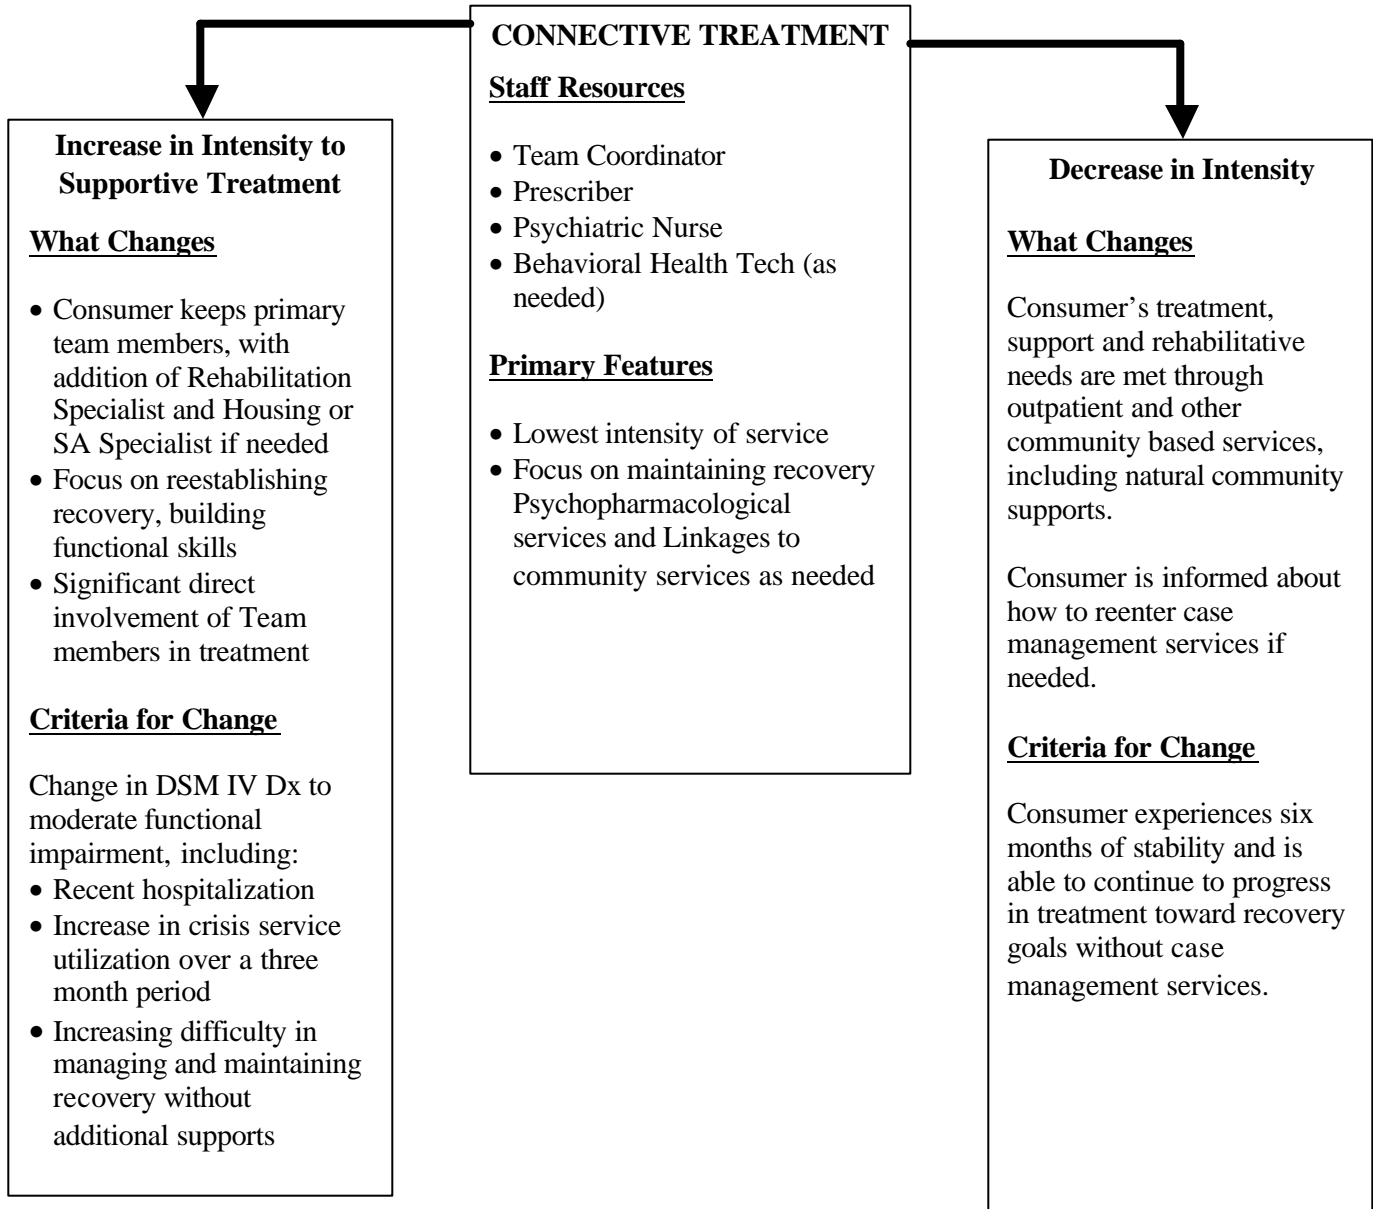 CONNECTIVE TREATMENT
Staff Resources
• Team Coordinator
• Prescriber
• Psychiatric Nurse
• Behavioral Health Tech (as
needed)
Primary Features
• Lowest intensity of service
• Focus on maintaining recovery
Psychopharmacological
services and Linkages to
community services as needed
Increase in Intensity to
Supportive Treatment
What Changes
• Consumer keeps primary
team members, with
addition of Rehabilitation
Specialist and Housing or
SA Specialist if needed
• Focus on reestablishing
recovery, building
functional skills
• Significant direct
involvement of Team
members in treatment
Criteria for Change
Change in DSM IV Dx to
moderate functional
impairment, including:
• Recent hospitalization
• Increase in crisis service
utilization over a three
month period
• Increasing difficulty in
managing and maintaining
recovery without
additional supports
Decrease in Intensity
What Changes
Consumer’s treatment,
support and rehabilitative
needs are met through
outpatient and other
community based services,
including natural community
supports.
Consumer is informed about
how to reenter case
management services if
needed.
Criteria for Change
Consumer experiences six
months of stability and is
able to continue to progress
in treatment toward recovery
goals without case
management services.